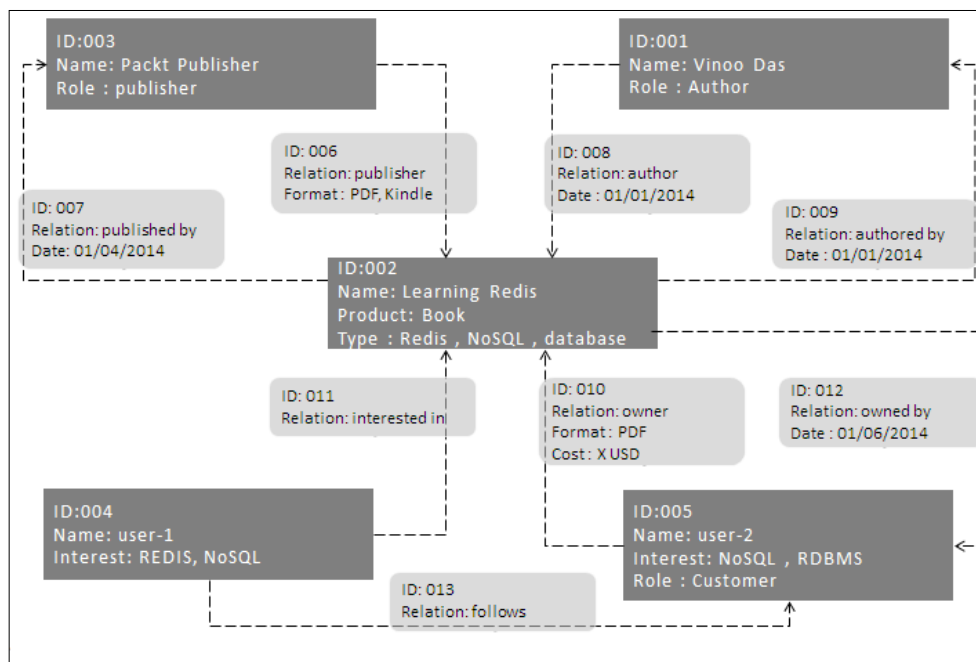 ID:003
Name: Packt Publisher
Role : publisher
ID:001
Name: Vinoo Das
Role : Author
ID: 006
Relation: publisher
Format : PDF, Kindle
ID: 008
Relation: author
Date : 01/01/2014
ID: 007
Relation: published by
Date: 01/04/2014
ID: 009
Relation: authored by
Date : 01/01/2014
ID:002
Name: Learning Redis
Product: Book
Type : Redis , NoSQL , database
ID: 011
Relation: interested in
ID: 010
Relation: owner
Format : PDF
Cost : X USD
ID: 012
Relation: owned by
Date : 01/06/2014
ID:004
Name: user-1
Interest: REDIS, NoSQL
ID:005
Name: user-2
Interest: NoSQL , RDBMS
Role : Customer
ID: 013
Relation: follows